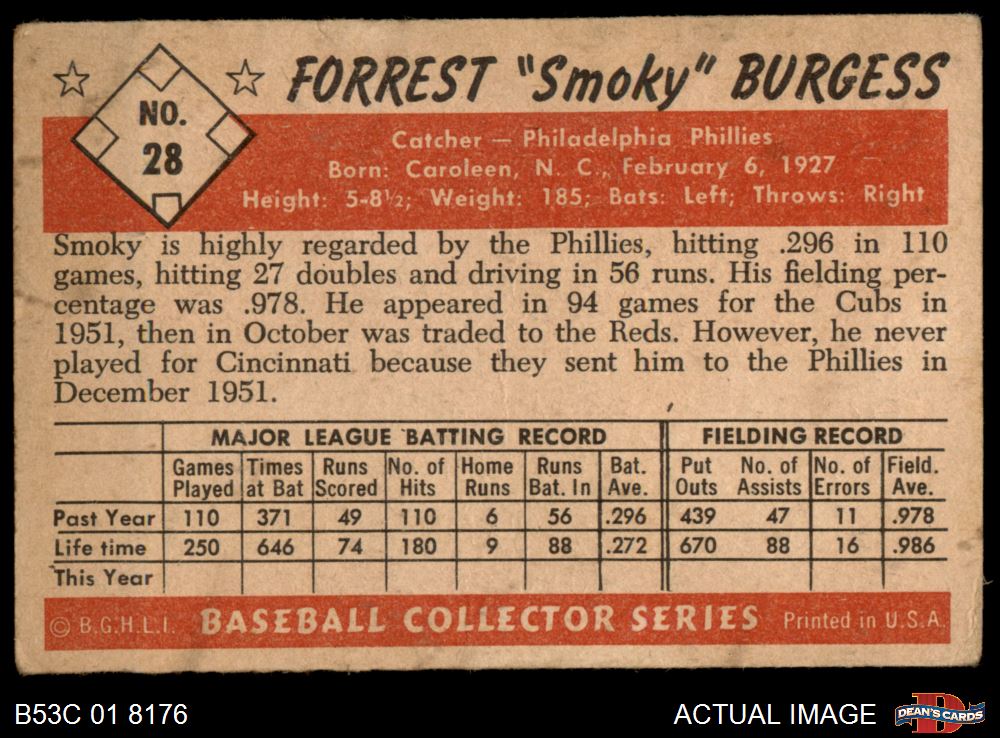 FORREST "Smoky" BURGESS
NO.
28
Catcher — Philadelphia Phillies
Born: Caroleen, N. C., February 6, 1927
Height: 5-8½; Weight: 185; Bats: Left; Throws: Right
Smoky is highly regarded by the Phillies, hitting .296 in 110
games, hitting 27 doubles and driving in 56 runs. His fielding per-
centage was .978. He appeared in 94 games for the Cubs in
1951, then in October was traded to the Reds. However, he never
played for Cincinnati because they sent him to the Phillies in
December 1951.
MAJOR LEAGUE BATTING RECORD FIELDING RECORD
Games Times Runs No. of Home Runs Bat. Put No. of No. of Field.
Played at Bat Scored Hits Runs Bat. In Ave. Outs Assists Errors Ave.
Past Year 110 371 49 110 6 56 .296 439 47 11 .978
Life time 250 646 74 180 9 88 .272 670 88 16 .986
This Year
© B.G.H.L.I. BASEBALL COLLECTOR SERIES Printed in U.S.A.
B53C 01 8176 ACTUAL IMAGE DEAN'S CARDS